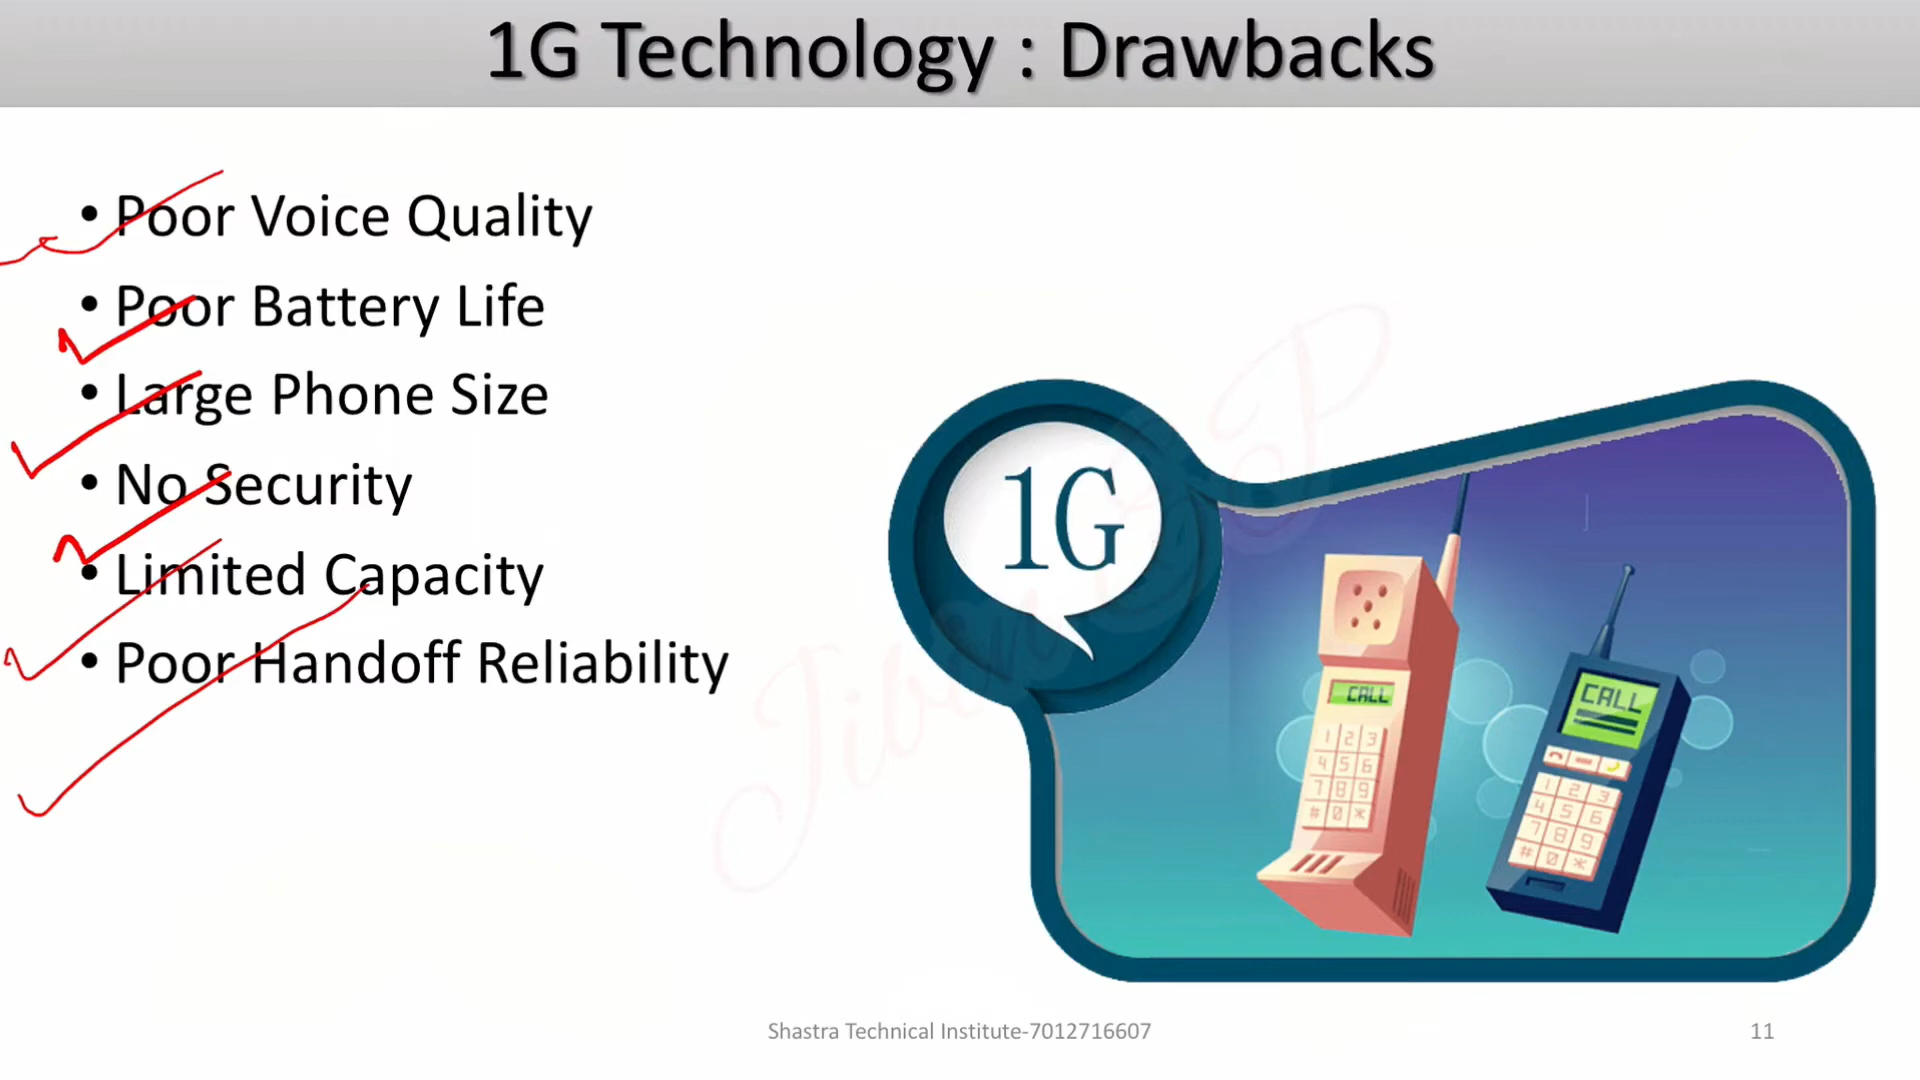 1G Technology : Drawbacks
• Poor Voice Quality
• Poor Battery Life
• Large Phone Size
• No Security
• Limited Capacity
• Poor Handoff Reliability
1G
CALL
1 2 3
4 5 6
7 8 9
# 0 *
CALL
1 2 3
4 5 6
7 8 9
# 0 *
Shastra Technical Institute-7012716607
11